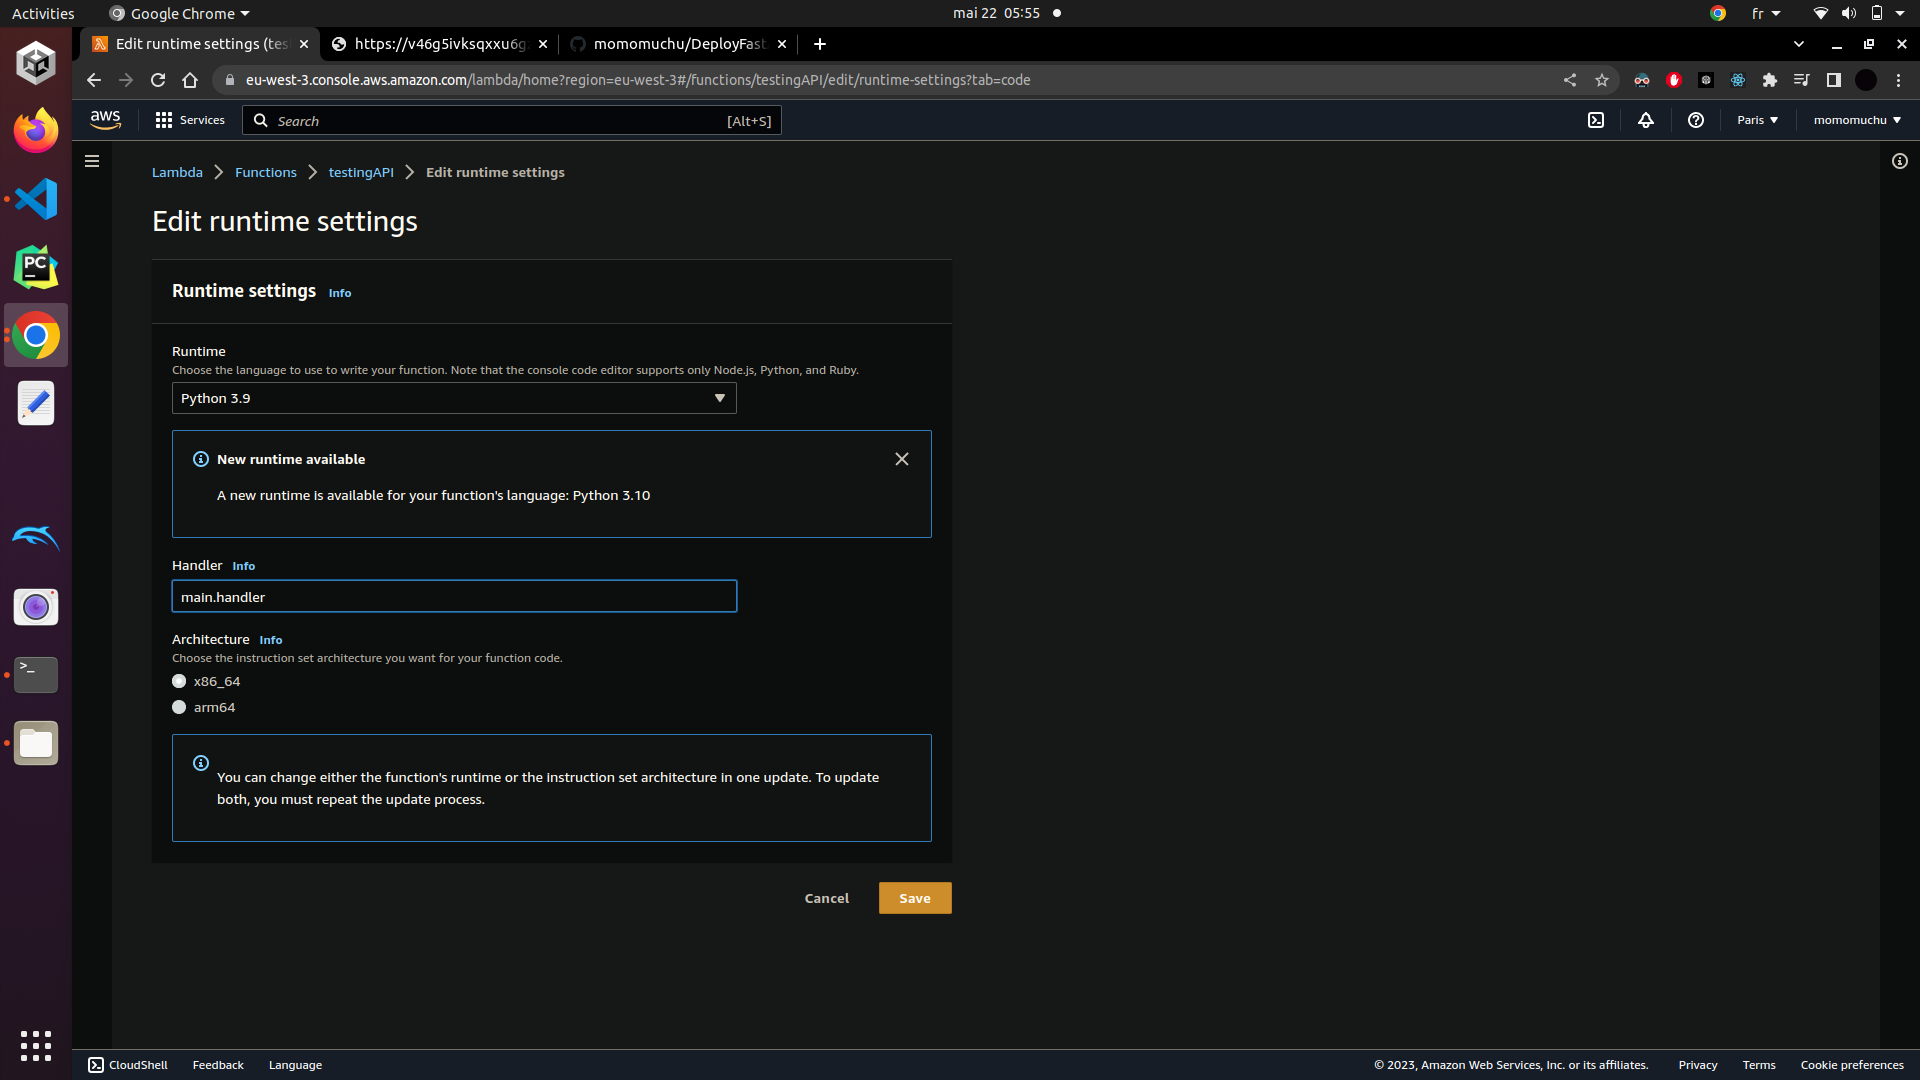 Activities
Google Chrome
mai 22 05:55
fr
Edit runtime settings (tes
https://v46g5ivksqxxu6g
momomuchu/DeployFast
eu-west-3.console.aws.amazon.com/lambda/home?region=eu-west-3#/functions/testingAPI/edit/runtime-settings?tab=code
aws
Services
Search
[Alt+S]
Paris
momomuchu
Lambda
Functions
testingAPI
Edit runtime settings
Edit runtime settings
Runtime settings Info
Runtime
Choose the language to use to write your function. Note that the console code editor supports only Node.js, Python, and Ruby.
Python 3.9
New runtime available
A new runtime is available for your function's language: Python 3.10
Handler Info
main.handler
Architecture Info
Choose the instruction set architecture you want for your function code.
x86_64
arm64
You can change either the function's runtime or the instruction set architecture in one update. To update
both, you must repeat the update process.
Cancel
Save
PC
>_
CloudShell
Feedback
Language
© 2023, Amazon Web Services, Inc. or its affiliates.
Privacy
Terms
Cookie preferences